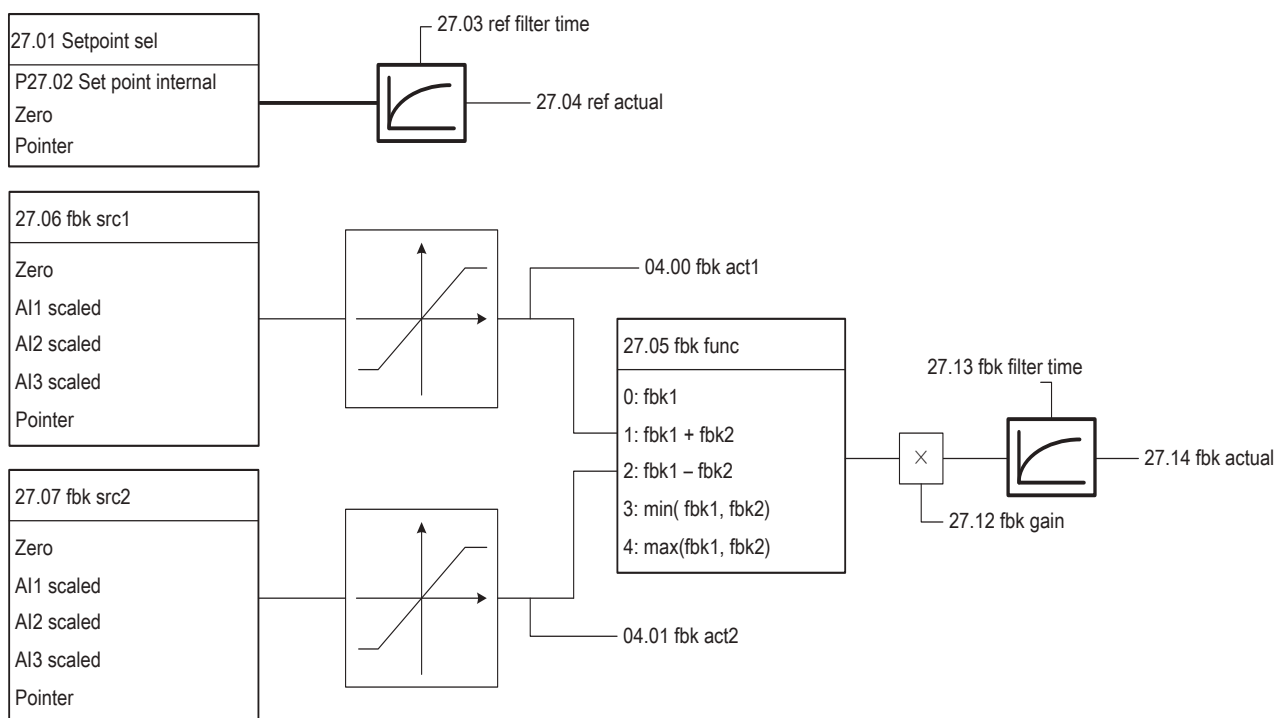 27.01 Setpoint sel
P27.02 Set point internal
Zero
Pointer
27.03 ref filter time
27.04 ref actual
27.06 fbk src1
Zero
AI1 scaled
AI2 scaled
AI3 scaled
Pointer
04.00 fbk act1
27.07 fbk src2
Zero
AI1 scaled
AI2 scaled
AI3 scaled
Pointer
04.01 fbk act2
27.05 fbk func
0: fbk1
1: fbk1 + fbk2
2: fbk1 – fbk2
3: min( fbk1, fbk2)
4: max(fbk1, fbk2)
X
27.12 fbk gain
27.13 fbk filter time
27.14 fbk actual